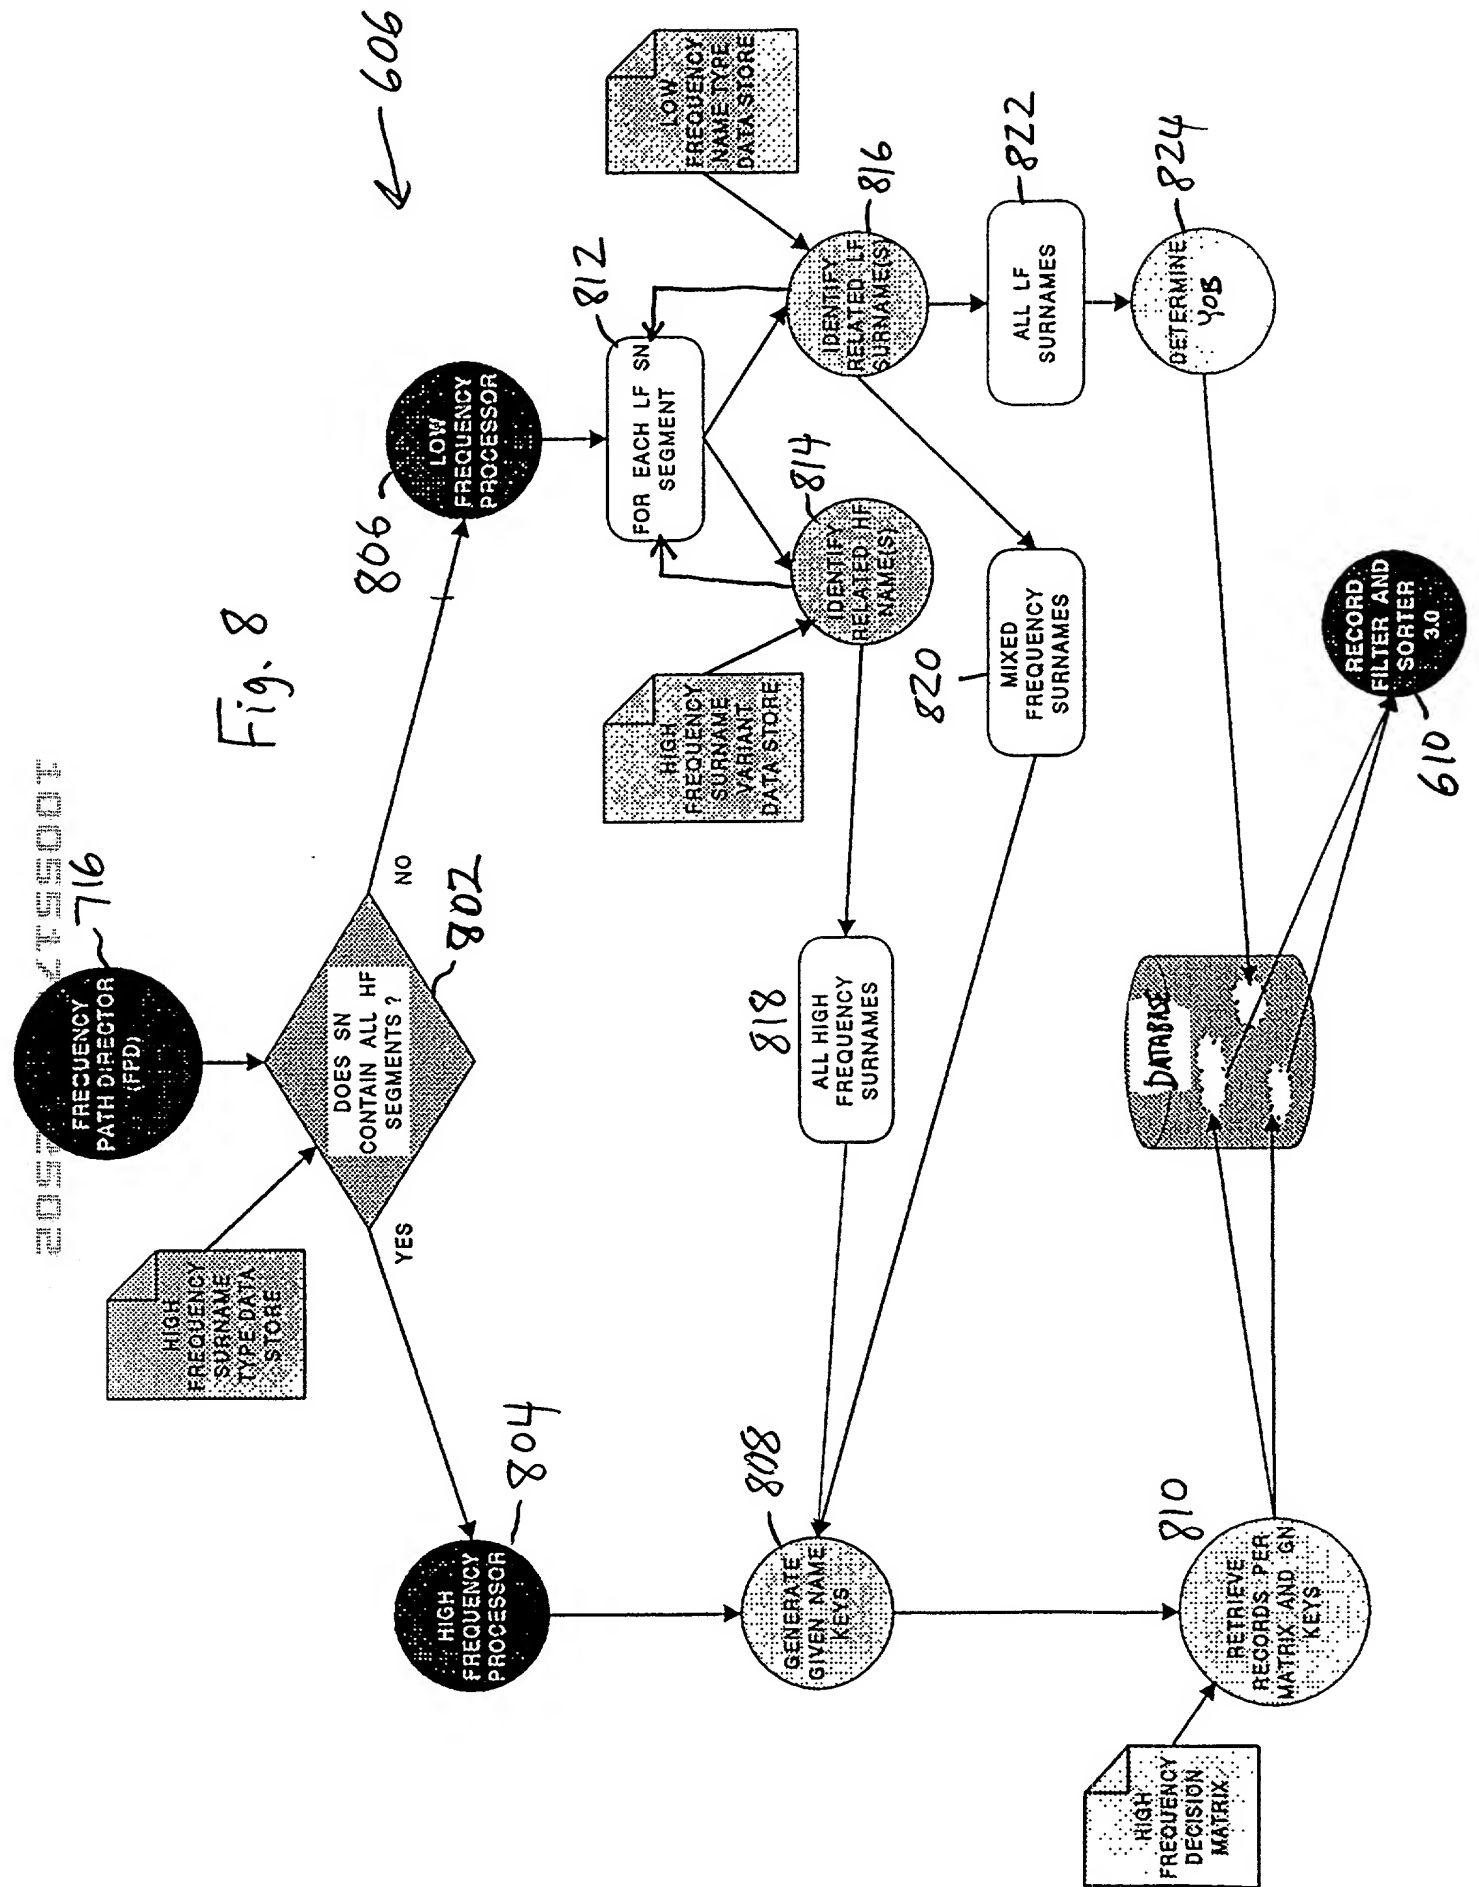 606
Fig. 8
716
FREQUENCY
PATH DIRECTOR
(FPD)
HIGH
FREQUENCY
SURNAME
TYPE DATA
STORE
DOES SN
CONTAIN ALL HF
SEGMENTS ?
802
YES
NO
804
HIGH
FREQUENCY
PROCESSOR
806
LOW
FREQUENCY
PROCESSOR
812
FOR EACH LF SN
SEGMENT
LOW
FREQUENCY
NAME TYPE
DATA STORE
HIGH
FREQUENCY
SURNAME
VARIANT
DATA STORE
814
IDENTIFY
RELATED HF
NAME(S)
816
IDENTIFY
RELATED LF
SURNAME(S)
808
GENERATE
GIVEN NAME
KEYS
818
ALL HIGH
FREQUENCY
SURNAMES
820
MIXED
FREQUENCY
SURNAMES
822
ALL LF
SURNAMES
824
DETERMINE
YOB
HIGH
FREQUENCY
DECISION
MATRIX
810
RETRIEVE
RECORDS PER
MATRIX AND GN
KEYS
DATABASE
RECORD
FILTER AND
SORTER
3.0
610